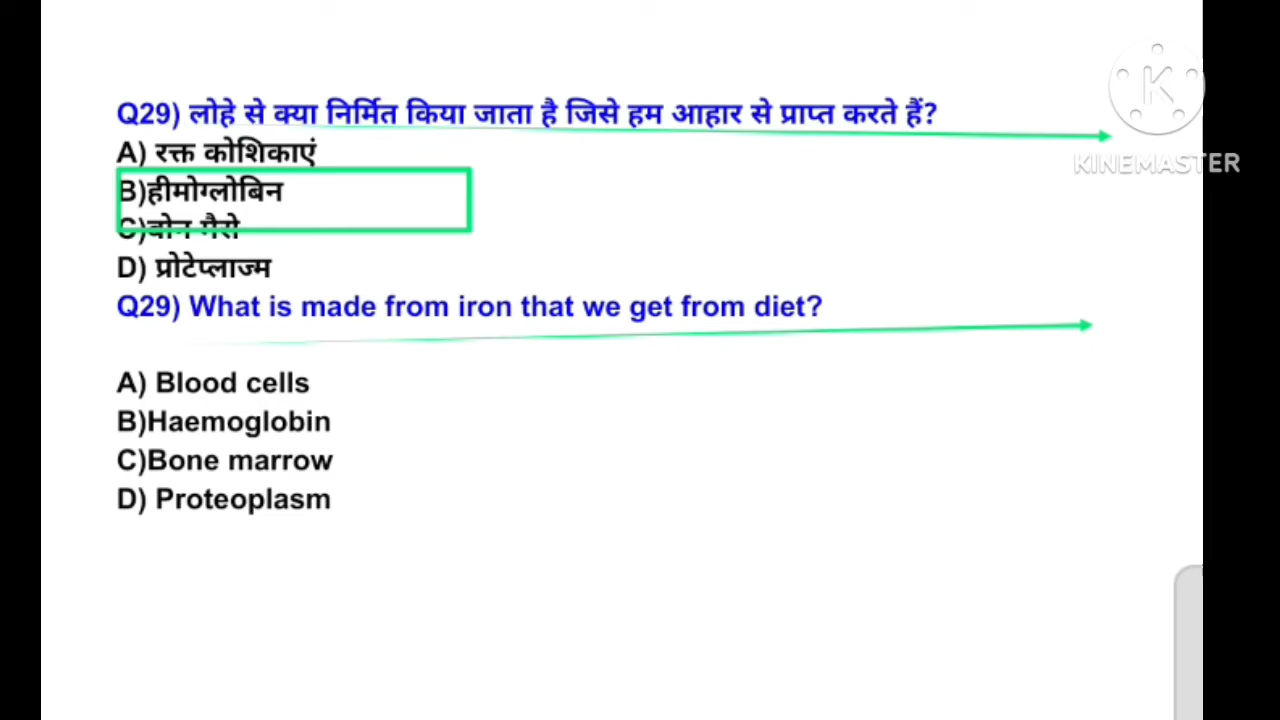 Q29) लोहे से क्या निर्मित किया जाता है जिसे हम आहार से प्राप्त करते हैं?
A) रक्त कोशिकाएं
B)हीमोग्लोबिन
C)बोन मैरो
D) प्रोटेप्लाज्म
Q29) What is made from iron that we get from diet?
A) Blood cells
B)Haemoglobin
C)Bone marrow
D) Proteoplasm
K
KINEMASTER